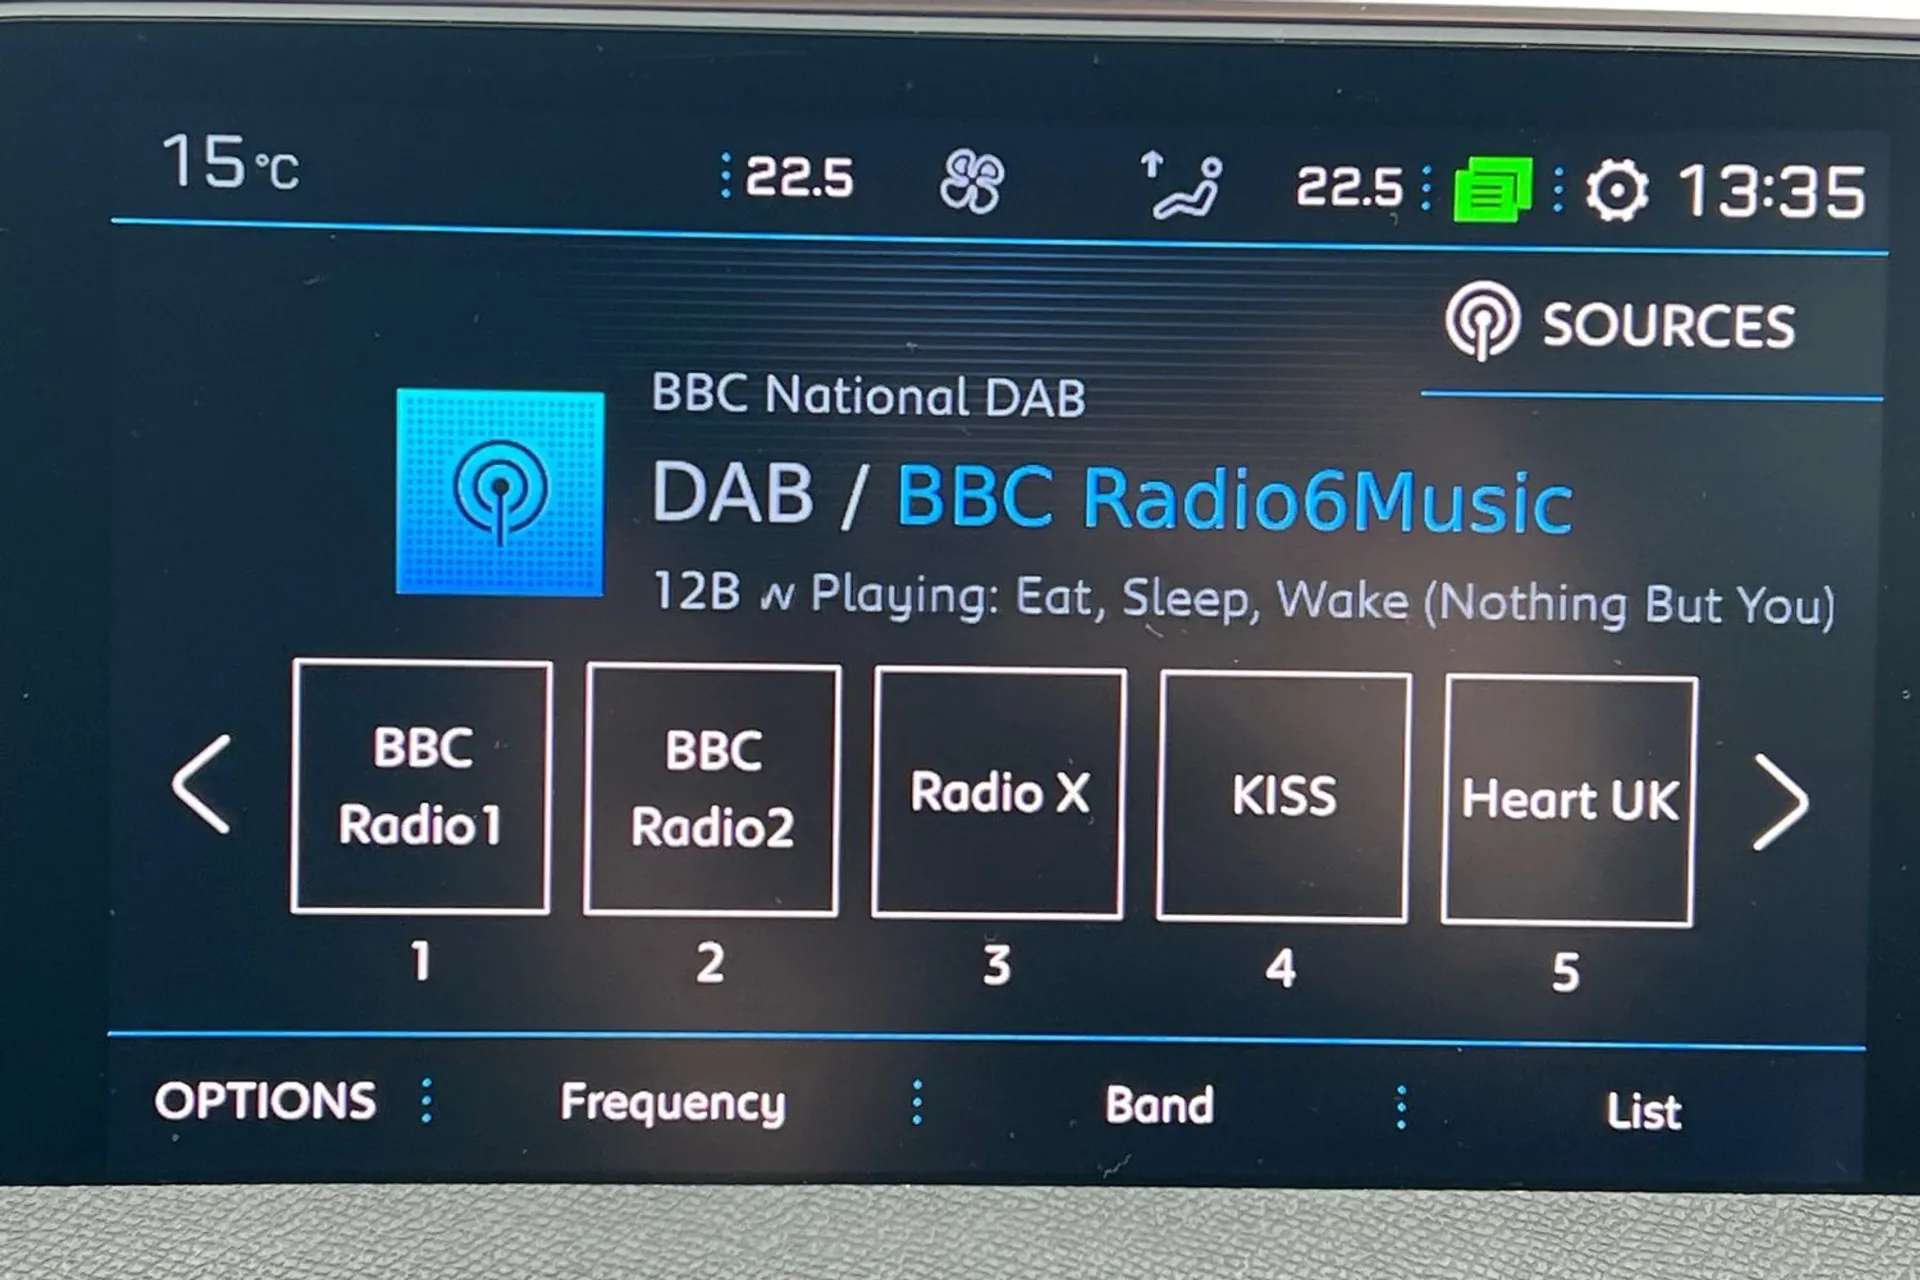 15°C 22.5 22.5 13:35
SOURCES
BBC National DAB
DAB / BBC Radio6Music
12B Playing: Eat, Sleep, Wake (Nothing But You)
BBC Radio1
BBC Radio2
Radio X
KISS
Heart UK
1 2 3 4 5
OPTIONS Frequency Band List